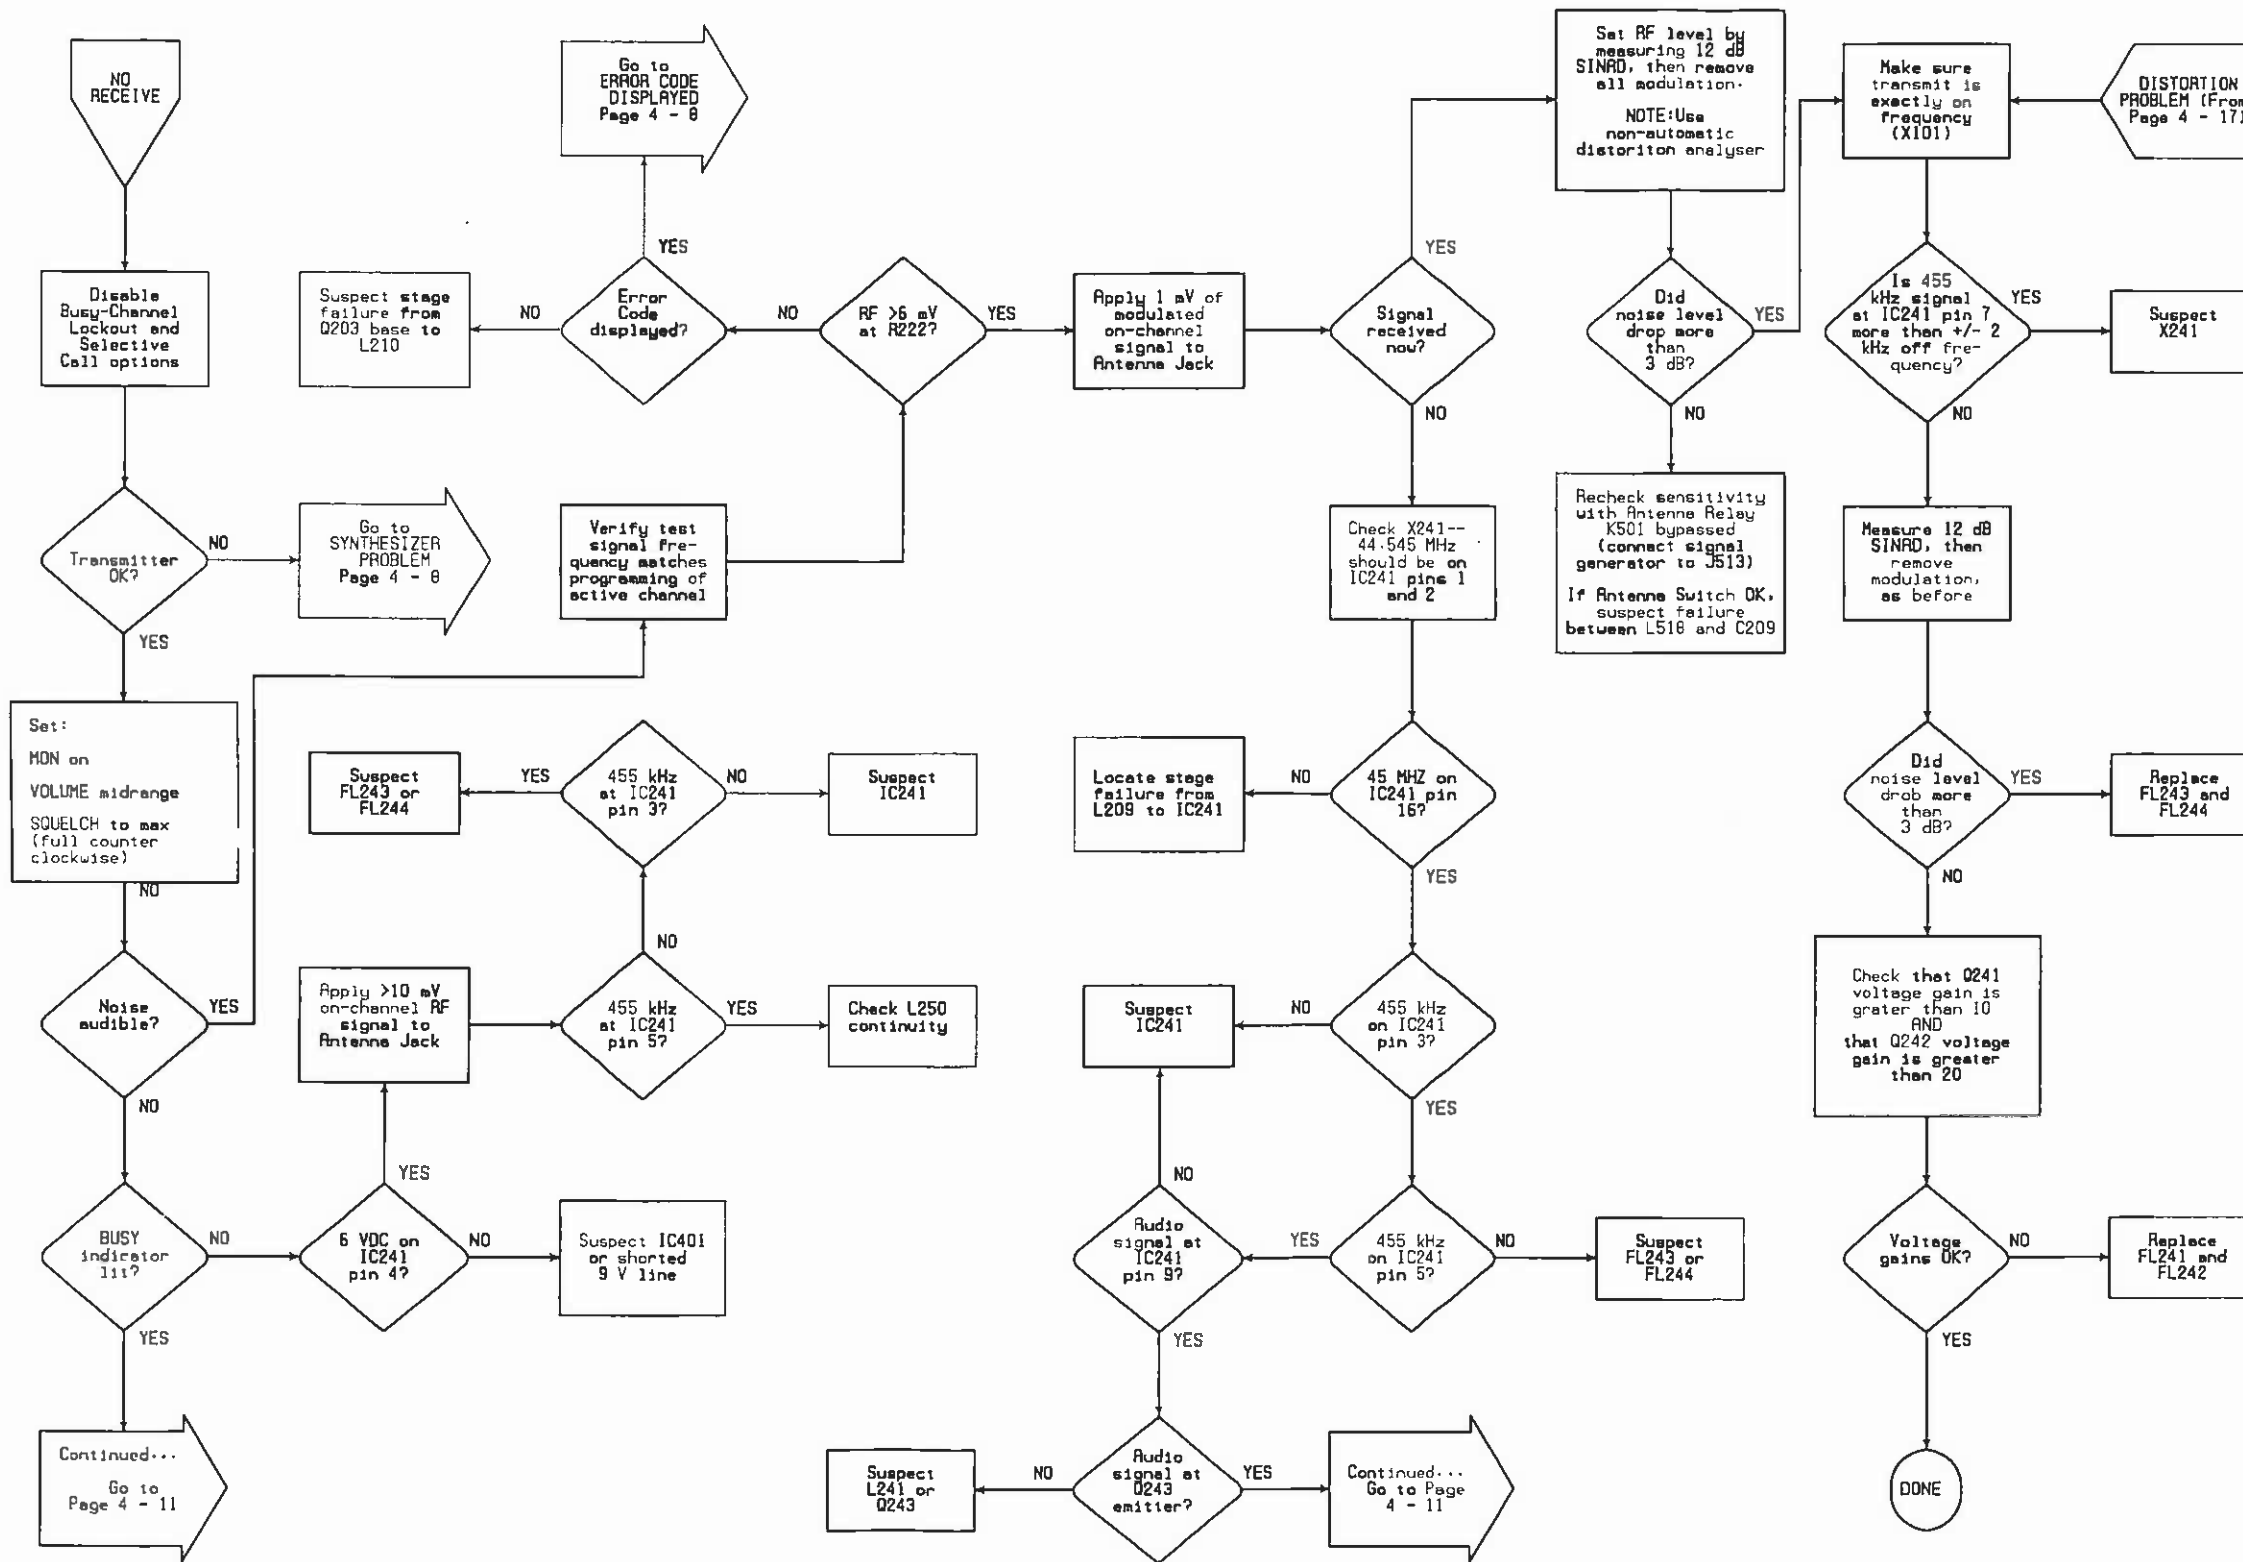 NO
RECEIVE
Disable
Busy-Channel
Lockout and
Selective
Call options
Transmitter
OK?
NO
YES
Go to
SYNTHESIZER
PROBLEM
Page 4 - 8
Set:
MON on
VOLUME midrange
SQUELCH to max
(full counter
clockwise)
NO
Noise
audible?
YES
NO
BUSY
indicator
lit?
NO
YES
Continued...
Go to
Page 4 - 11
6 VDC on
IC241
pin 4?
YES
NO
Suspect IC401
or shorted
9 V line
Apply >10 mV
on-channel RF
signal to
Antenna Jack
455 kHz
at IC241
pin 5?
NO
YES
Check L250
continuity
455 kHz
at IC241
pin 3?
YES
NO
Suspect
FL243 or
FL244
Suspect
IC241
Verify test
signal fre-
quency matches
programming of
active channel
RF >6 mV
at R222?
NO
YES
Error
Code
displayed?
YES
NO
Go to
ERROR CODE
DISPLAYED
Page 4 - 8
Suspect stage
failure from
Q203 base to
L210
Apply 1 mV of
modulated
on-channel
signal to
Antenna Jack
Signal
received
now?
YES
NO
Check X241--
44.545 MHz
should be on
IC241 pins 1
and 2
45 MHZ on
IC241 pin
16?
NO
YES
Locate stage
failure from
L209 to IC241
455 kHz
on IC241
pin 3?
NO
YES
Suspect
IC241
455 kHz
on IC241
pin 5?
YES
NO
Suspect
FL243 or
FL244
Audio
signal at
IC241
pin 9?
NO
YES
Audio
signal at
Q243
emitter?
NO
YES
Suspect
L241 or
Q243
Continued...
Go to Page
4 - 11
Set RF level by
measuring 12 dB
SINAD, then remove
all modulation.
NOTE:Use
non-automatic
distoriton analyser
Did
noise level
drop more
than
3 dB?
YES
NO
Recheck sensitivity
with Antenna Relay
K501 bypassed
(connect signal
generator to J513)
If Antenna Switch OK,
suspect failure
between L518 and C209
Make sure
transmit is
exactly on
frequency
(X101)
DISTORTION
PROBLEM (From
Page 4 - 17)
Is 455
kHz signal
at IC241 pin 7
more than +/- 2
kHz off fre-
quency?
YES
NO
Suspect
X241
Measure 12 dB
SINAD, then
remove
modulation,
as before
Did
noise level
drob more
than
3 dB?
YES
NO
Replace
FL243 and
FL244
Check that Q241
voltage gain is
grater than 10
AND
that Q242 voltage
gain is greater
than 20
Voltage
gains OK?
NO
YES
Replace
FL241 and
FL242
DONE